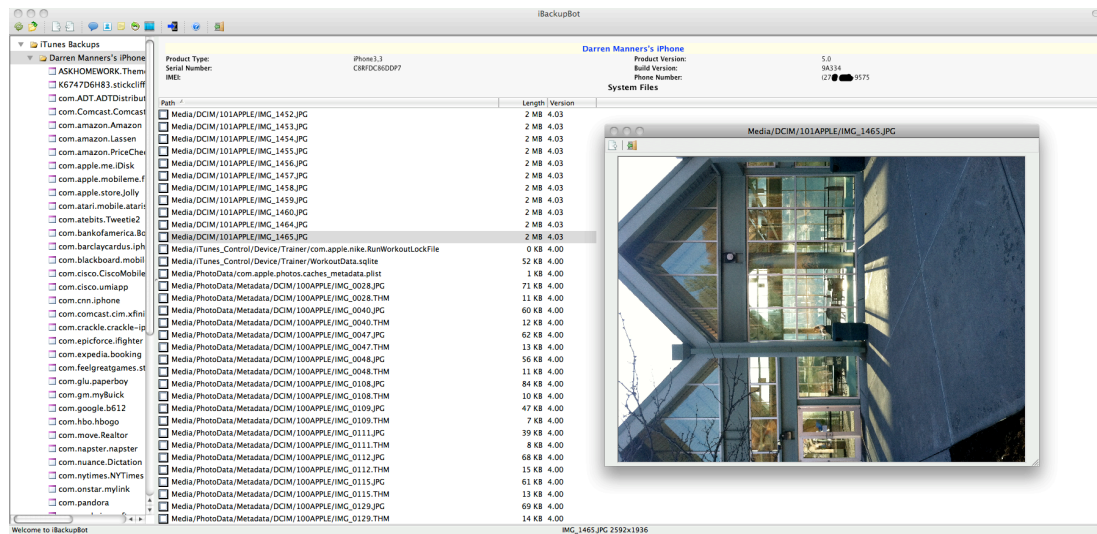 iBackupBot
iTunes Backups
Darren Manners's iPhone
ASKHOMEWORK.Them
K6747D6H83.stickcliff
com.ADT.ADTDistribut
com.Comcast.Comcast
com.amazon.Amazon
com.amazon.Lassen
com.amazon.PriceChe
com.apple.me.iDisk
com.apple.mobileme.f
com.apple.store.Jolly
com.atari.mobile.ataris
com.atebits.Tweetie2
com.bankofamerica.Bo
com.barclaycardus.iph
com.blackboard.mobil
com.cisco.CiscoMobile
com.cisco.umiapp
com.cnn.iphone
com.comcast.cim.xfini
com.crackle.crackle-ip
com.epicforce.ifighter
com.expedia.booking
com.feelgreatgames.st
com.glu.paperboy
com.gm.myBuick
com.google.b612
com.hbo.hbogo
com.move.Realtor
com.napster.napster
com.nuance.Dictation
com.nytimes.NYTimes
com.onstar.mylink
com.pandora
Darren Manners's iPhone
Product Type: iPhone3,3 Product Version: 5.0
Serial Number: C8RFDC86DDP7 Build Version: 9A334
IMEI: Phone Number: (27 9575
System Files
Path Length Version
Media/DCIM/101APPLE/IMG_1452.JPG 2 MB 4.03
Media/DCIM/101APPLE/IMG_1453.JPG 2 MB 4.03
Media/DCIM/101APPLE/IMG_1454.JPG 2 MB 4.03
Media/DCIM/101APPLE/IMG_1455.JPG 2 MB 4.03
Media/DCIM/101APPLE/IMG_1456.JPG 2 MB 4.03
Media/DCIM/101APPLE/IMG_1457.JPG 2 MB 4.03
Media/DCIM/101APPLE/IMG_1458.JPG 2 MB 4.03
Media/DCIM/101APPLE/IMG_1459.JPG 2 MB 4.03
Media/DCIM/101APPLE/IMG_1460.JPG 2 MB 4.03
Media/DCIM/101APPLE/IMG_1464.JPG 2 MB 4.03
Media/DCIM/101APPLE/IMG_1465.JPG 2 MB 4.03
Media/iTunes_Control/Device/Trainer/com.apple.nike.RunWorkoutLockFile 0 KB 4.00
Media/iTunes_Control/Device/Trainer/WorkoutData.sqlite 52 KB 4.00
Media/PhotoData/com.apple.photos.caches_metadata.plist 1 KB 4.00
Media/PhotoData/Metadata/DCIM/100APPLE/IMG_0028.JPG 71 KB 4.00
Media/PhotoData/Metadata/DCIM/100APPLE/IMG_0028.THM 11 KB 4.00
Media/PhotoData/Metadata/DCIM/100APPLE/IMG_0040.JPG 60 KB 4.00
Media/PhotoData/Metadata/DCIM/100APPLE/IMG_0040.THM 12 KB 4.00
Media/PhotoData/Metadata/DCIM/100APPLE/IMG_0047.JPG 62 KB 4.00
Media/PhotoData/Metadata/DCIM/100APPLE/IMG_0047.THM 13 KB 4.00
Media/PhotoData/Metadata/DCIM/100APPLE/IMG_0048.JPG 56 KB 4.00
Media/PhotoData/Metadata/DCIM/100APPLE/IMG_0048.THM 11 KB 4.00
Media/PhotoData/Metadata/DCIM/100APPLE/IMG_0108.JPG 84 KB 4.00
Media/PhotoData/Metadata/DCIM/100APPLE/IMG_0108.THM 10 KB 4.00
Media/PhotoData/Metadata/DCIM/100APPLE/IMG_0109.JPG 47 KB 4.00
Media/PhotoData/Metadata/DCIM/100APPLE/IMG_0109.THM 7 KB 4.00
Media/PhotoData/Metadata/DCIM/100APPLE/IMG_0111.JPG 39 KB 4.00
Media/PhotoData/Metadata/DCIM/100APPLE/IMG_0111.THM 8 KB 4.00
Media/PhotoData/Metadata/DCIM/100APPLE/IMG_0112.JPG 68 KB 4.00
Media/PhotoData/Metadata/DCIM/100APPLE/IMG_0112.THM 15 KB 4.00
Media/PhotoData/Metadata/DCIM/100APPLE/IMG_0115.JPG 61 KB 4.00
Media/PhotoData/Metadata/DCIM/100APPLE/IMG_0115.THM 13 KB 4.00
Media/PhotoData/Metadata/DCIM/100APPLE/IMG_0129.JPG 69 KB 4.00
Media/PhotoData/Metadata/DCIM/100APPLE/IMG_0129.THM 14 KB 4.00
Media/DCIM/101APPLE/IMG_1465.JPG
Welcome to iBackupBot IMG_1465.JPG 2592x1936